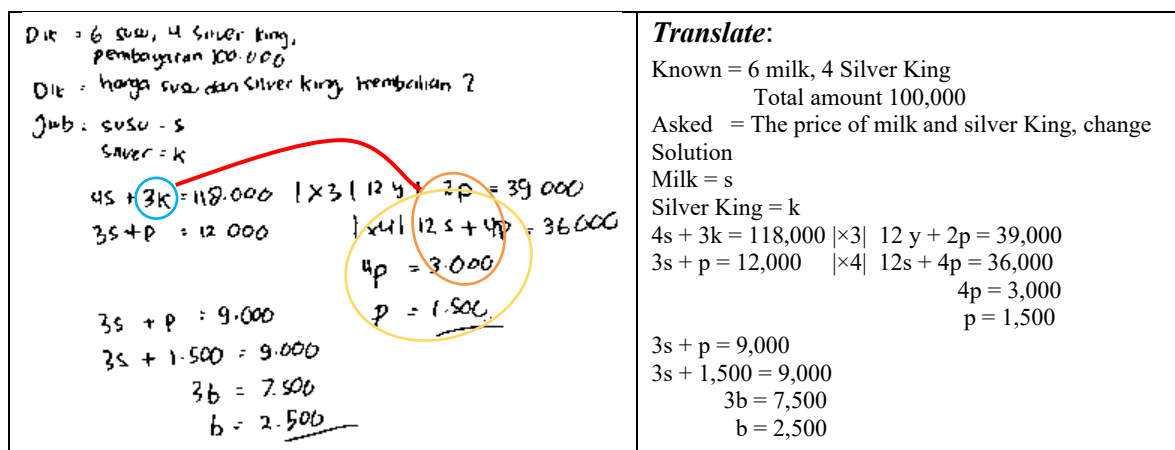 Dik = 6 susu, 4 silver king,
pembayaran 100.000
Dit = harga susu dan silver king, kembalian ?
Jwb : susu - s
silver = k
4s + 3k = 118.000 | ×3 | 12 y + 2p = 39 000
3s + p = 12 000 | ×4 | 12 s + 4p = 36000
4p = 3.000
p = 1.500
3s + p = 9.000
3s + 1.500 = 9.000
3b = 7.500
b = 2.500
Translate:
Known = 6 milk, 4 Silver King
Total amount 100,000
Asked = The price of milk and silver King, change
Solution
Milk = s
Silver King = k
4s + 3k = 118,000 |×3| 12 y + 2p = 39,000
3s + p = 12,000 |×4| 12s + 4p = 36,000
4p = 3,000
p = 1,500
3s + p = 9,000
3s + 1,500 = 9,000
3b = 7,500
b = 2,500